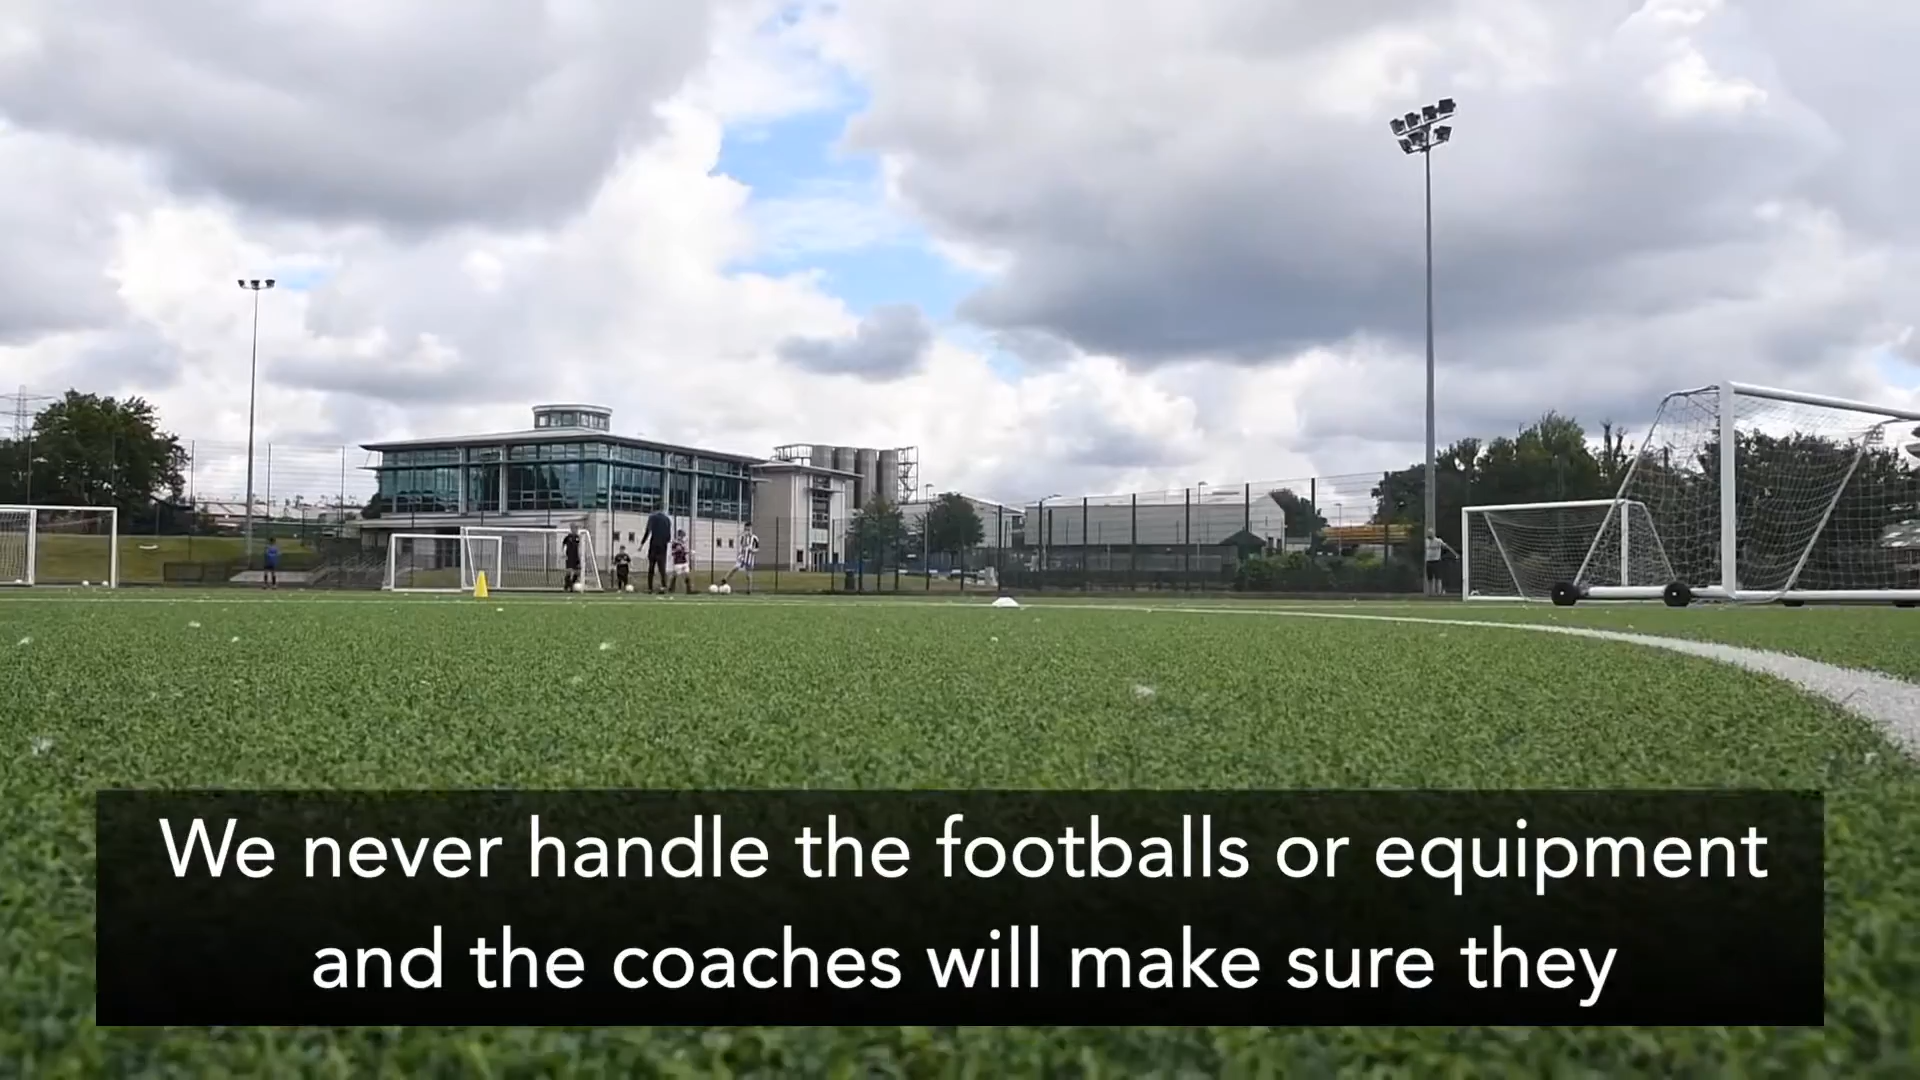 We never handle the footballs or equipment
and the coaches will make sure they